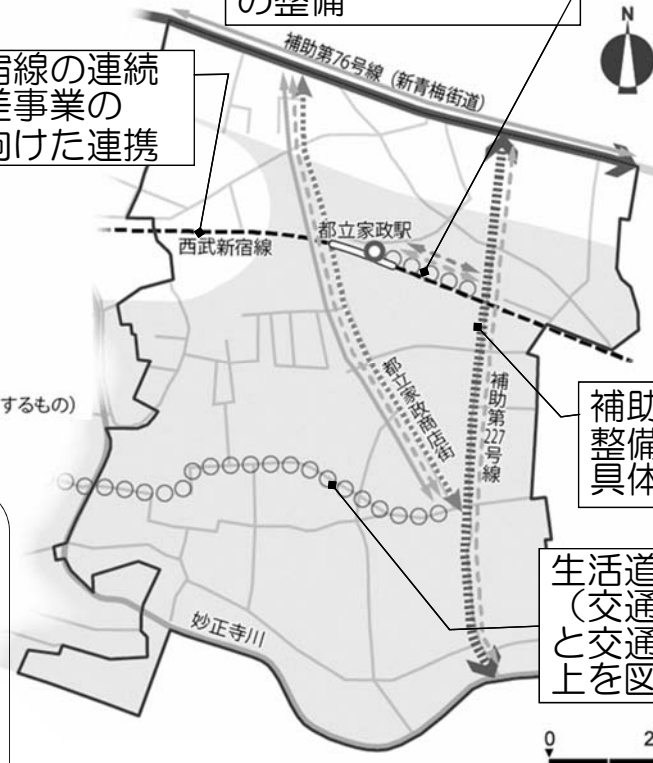 の整備
N
補助第76号線（新青梅街道）
宿線の連続
差事業の
向けた連携
都立家政駅
西武新宿線
都立家政商店街
補助第227号線
するもの）
補助
整備
具体
生活道
（交通
と交通
上を図
妙正寺川
0
2